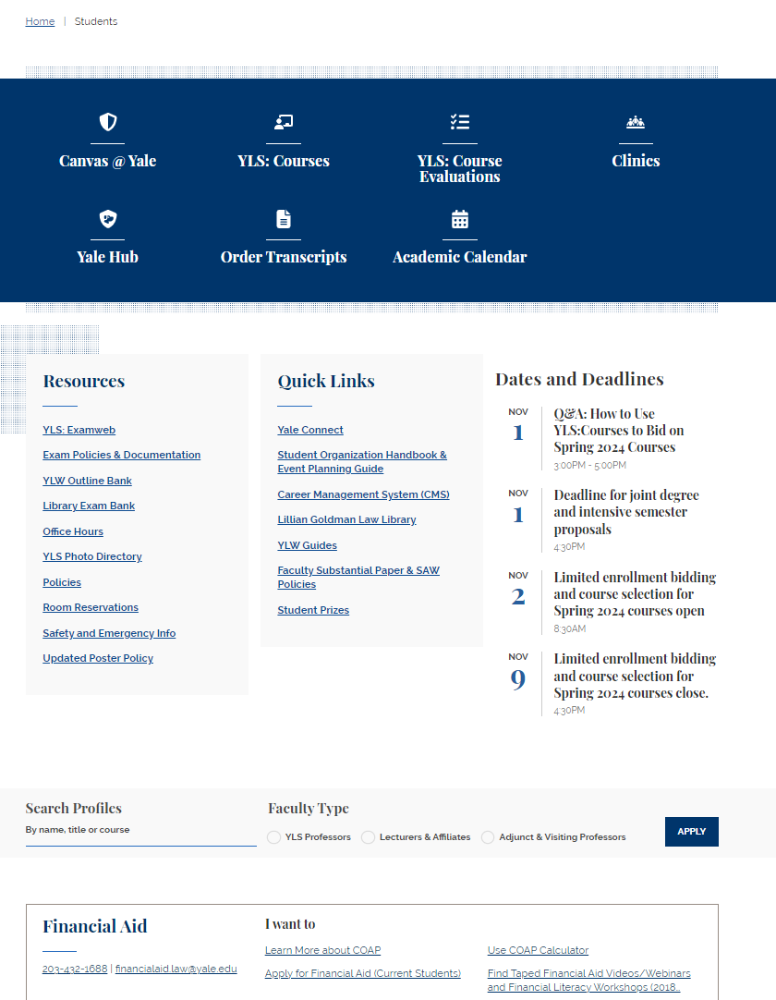 Home | Students
Canvas @ Yale
YLS: Courses
YLS: Course
Evaluations
Clinics
Yale Hub
Order Transcripts
Academic Calendar
Resources
YLS: Examweb
Exam Policies & Documentation
YLW Outline Bank
Library Exam Bank
Office Hours
YLS Photo Directory
Policies
Room Reservations
Safety and Emergency Info
Updated Poster Policy
Quick Links
Yale Connect
Student Organization Handbook &
Event Planning Guide
Career Management System (CMS)
Lillian Goldman Law Library
YLW Guides
Faculty Substantial Paper & SAW
Policies
Student Prizes
Dates and Deadlines
NOV
1
Q&A: How to Use
YLS:Courses to Bid on
Spring 2024 Courses
3:00PM - 5:00PM
NOV
1
Deadline for joint degree
and intensive semester
proposals
4:30PM
NOV
2
Limited enrollment bidding
and course selection for
Spring 2024 courses open
8:30AM
NOV
9
Limited enrollment bidding
and course selection for
Spring 2024 courses close.
4:30PM
Search Profiles
By name, title or course
Faculty Type
YLS Professors
Lecturers & Affiliates
Adjunct & Visiting Professors
APPLY
Financial Aid
203-432-1688 | financialaid.law@yale.edu
I want to
Learn More about COAP
Apply for Financial Aid (Current Students)
Use COAP Calculator
Find Taped Financial Aid Videos/Webinars
and Financial Literacy Workshops (2018..